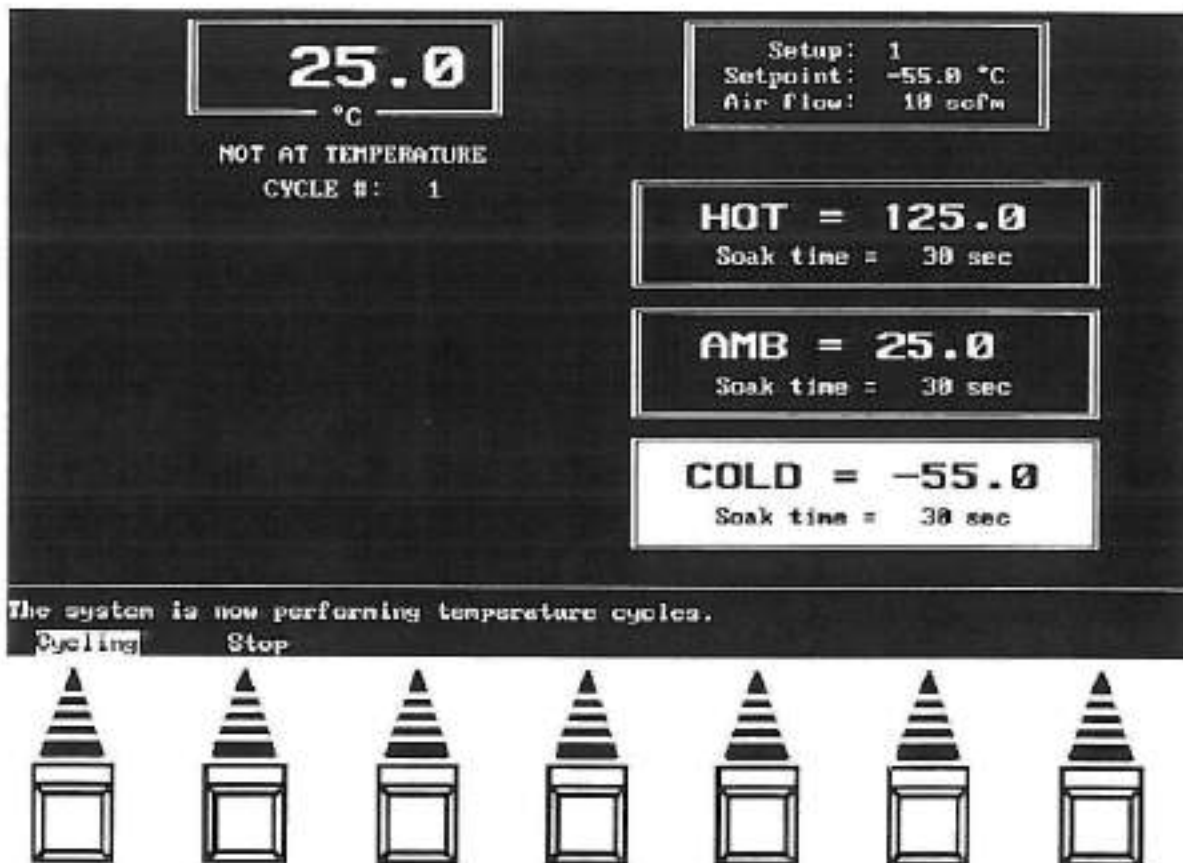 25.0
°C
NOT AT TEMPERATURE
CYCLE #: 1
Setup: 1
Setpoint: -55.0 °C
Air flow: 10 scfm
HOT = 125.0
Soak time = 30 sec
AMB = 25.0
Soak time = 30 sec
COLD = -55.0
Soak time = 30 sec
The system is now performing temperature cycles.
Cycling Stop